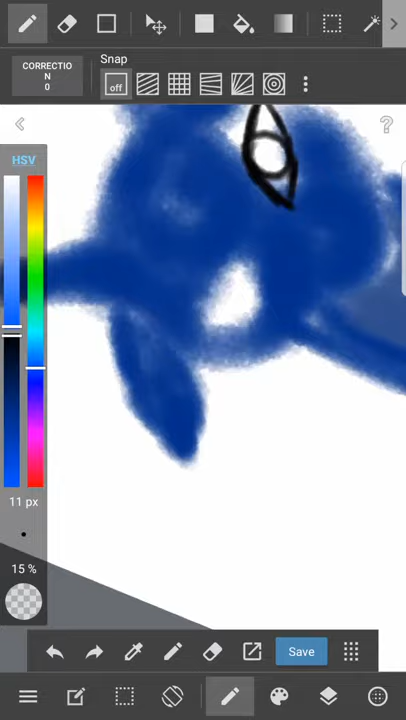 CORRECTIO
N
0
Snap
off
?
HSV
11 px
15 %
Save